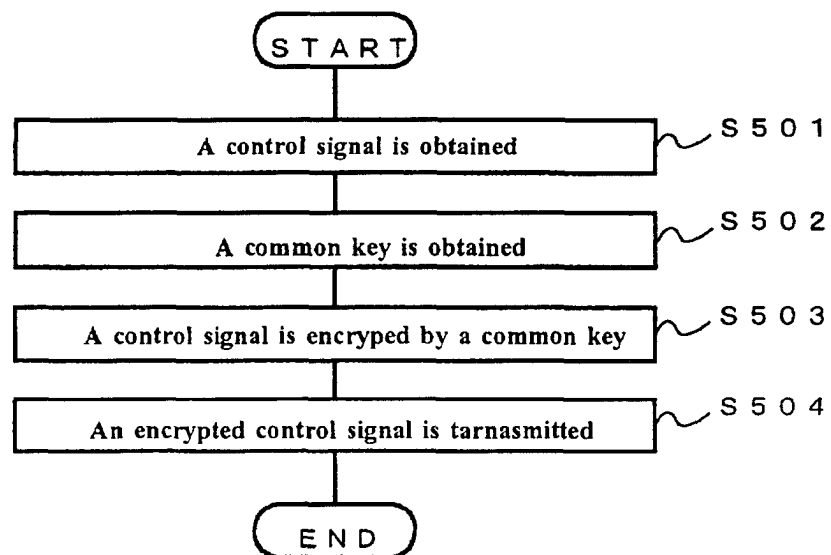 START
A control signal is obtained
S501
A common key is obtained
S502
A control signal is encryped by a common key
S503
An encrypted control signal is tarnasmitted
S504
END